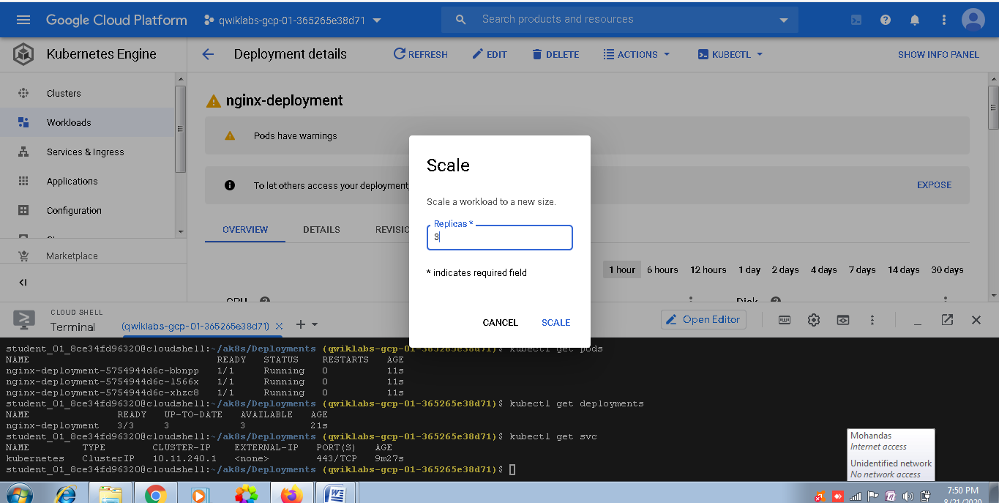 Google Cloud Platform
qwiklabs-gcp-01-365265e38d71
Search products and resources
Kubernetes Engine
Deployment details
REFRESH
EDIT
DELETE
ACTIONS
KUBECTL
SHOW INFO PANEL
Clusters
Workloads
Services & Ingress
Applications
Configuration
Marketplace
nginx-deployment
Pods have warnings
To let others access your deployment,
EXPOSE
OVERVIEW
DETAILS
REVISIO
1 hour 6 hours 12 hours 1 day 2 days 4 days 7 days 14 days 30 days
CPU
Disk
Scale
Scale a workload to a new size.
Replicas *
3
* indicates required field
CANCEL SCALE
CLOUD SHELL
Terminal
(qwiklabs-gcp-01-365265e38d71)
Open Editor
student_01_8ce34fd96320@cloudshell:~/ak8s/Deployments (qwiklabs-gcp-01-365265e38d71)$ kubectl get pods
NAME READY STATUS RESTARTS AGE
nginx-deployment-5754944d6c-bbnpp 1/1 Running 0 11s
nginx-deployment-5754944d6c-l566x 1/1 Running 0 11s
nginx-deployment-5754944d6c-xhzc8 1/1 Running 0 11s
student_01_8ce34fd96320@cloudshell:~/ak8s/Deployments (qwiklabs-gcp-01-365265e38d71)$ kubectl get deployments
NAME READY UP-TO-DATE AVAILABLE AGE
nginx-deployment 3/3 3 3 21s
student_01_8ce34fd96320@cloudshell:~/ak8s/Deployments (qwiklabs-gcp-01-365265e38d71)$ kubectl get svc
NAME TYPE CLUSTER-IP EXTERNAL-IP PORT(S) AGE
kubernetes ClusterIP 10.11.240.1 <none> 443/TCP 9m27s
student_01_8ce34fd96320@cloudshell:~/ak8s/Deployments (qwiklabs-gcp-01-365265e38d71)$
Mohandas
Internet access
Unidentified network
No network access
7:50 PM
8/21/2020